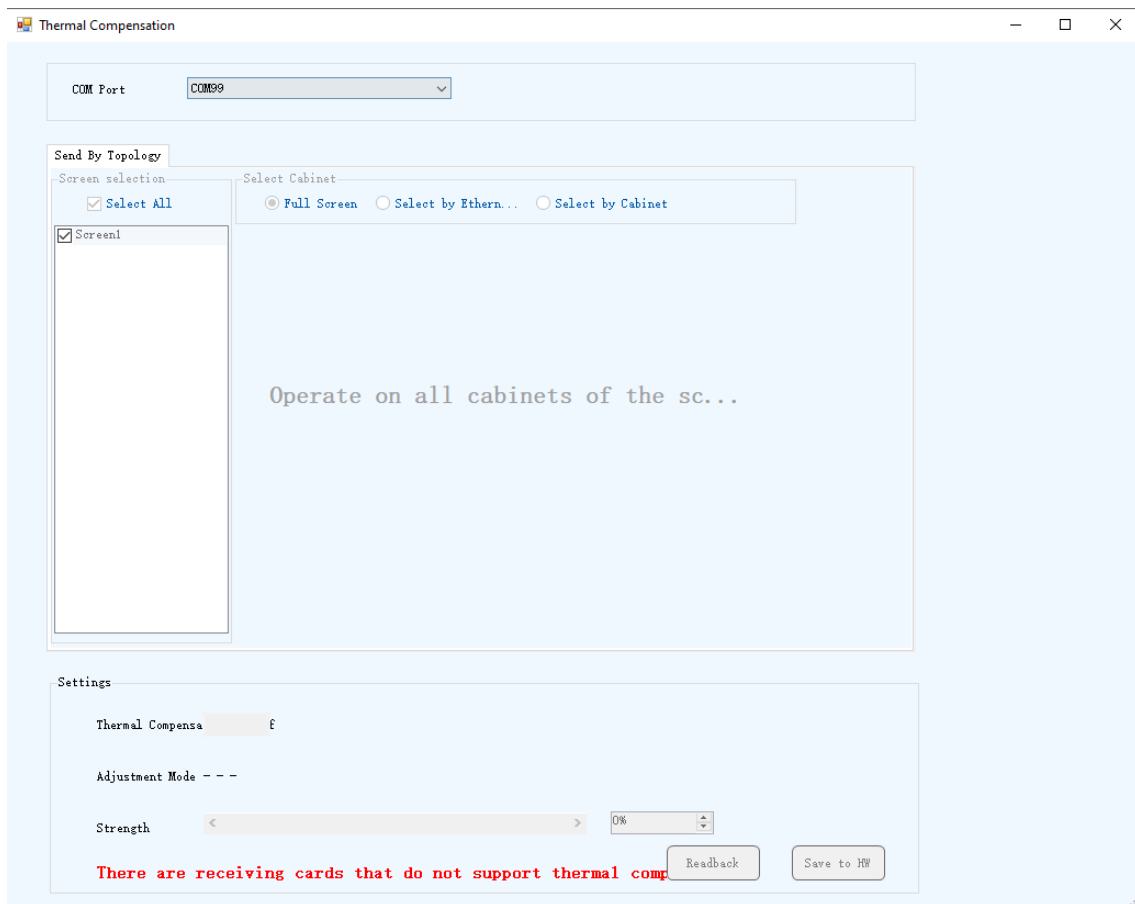 Thermal Compensation
COM Port
COM99
Send By Topology
Screen selection
Select Cabinet
Select All
Full Screen
Select by Ethern...
Select by Cabinet
Screen1
Operate on all cabinets of the sc...
Settings
Thermal Compensa
Adjustment Mode - - -
Strength
0%
There are receiving cards that do not support thermal comp
Readback
Save to HW